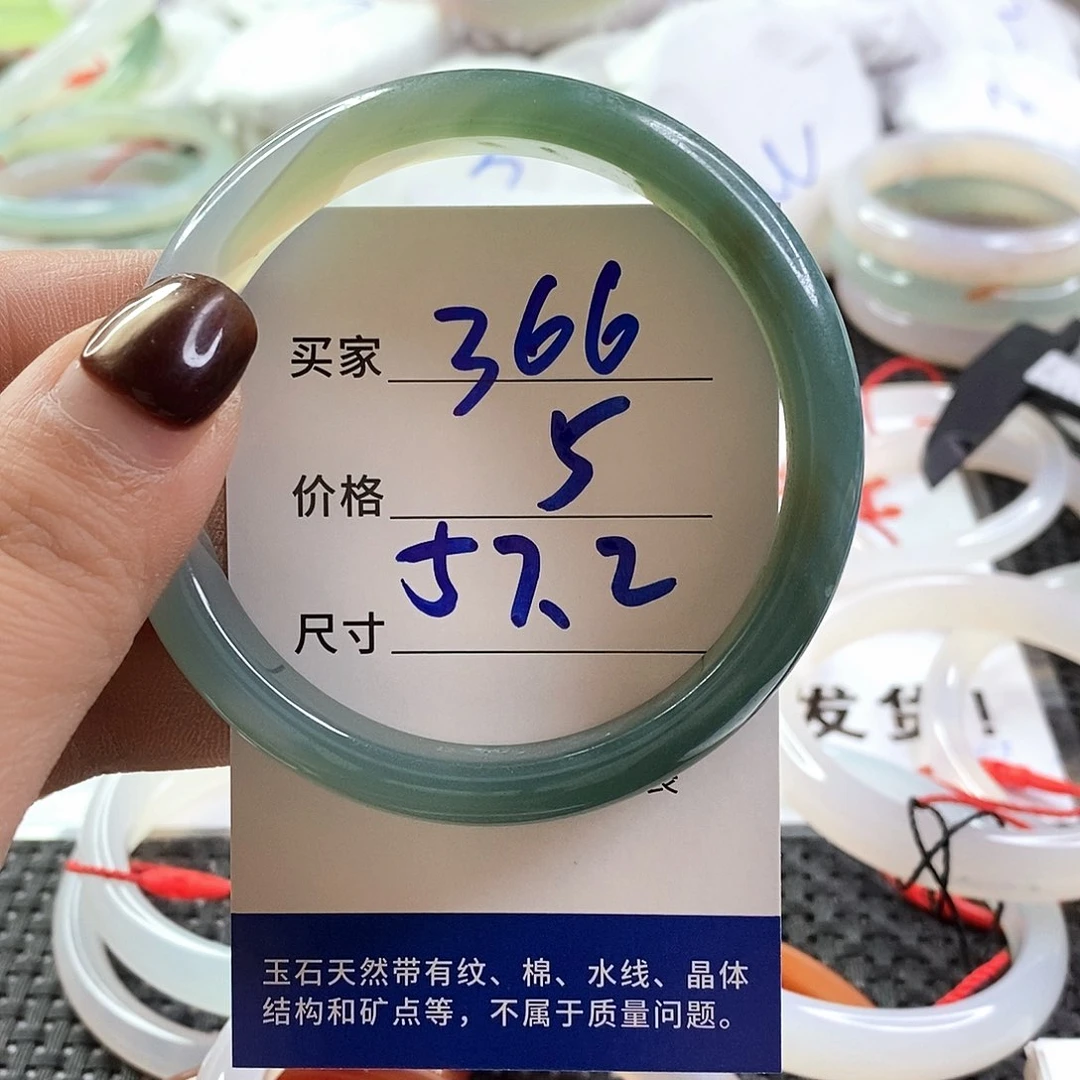 买家 366
价格 5
尺寸 57.2
发货!
玉石天然带有纹、棉、水线、晶体
结构和矿点等，不属于质量问题。